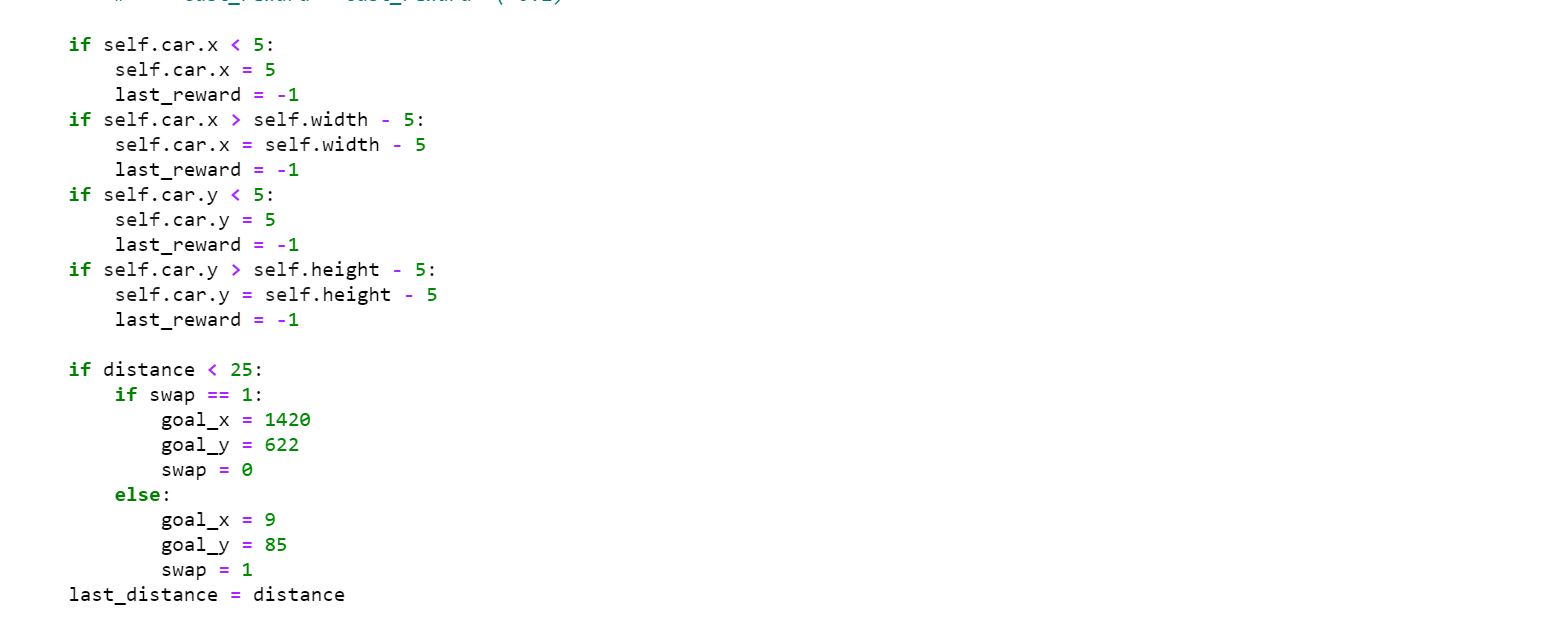 if self.car.x < 5:
    self.car.x = 5
    last_reward = -1
if self.car.x > self.width - 5:
    self.car.x = self.width - 5
    last_reward = -1
if self.car.y < 5:
    self.car.y = 5
    last_reward = -1
if self.car.y > self.height - 5:
    self.car.y = self.height - 5
    last_reward = -1
if distance < 25:
    if swap == 1:
        goal_x = 1420
        goal_y = 622
        swap = 0
    else:
        goal_x = 9
        goal_y = 85
        swap = 1
last_distance = distance